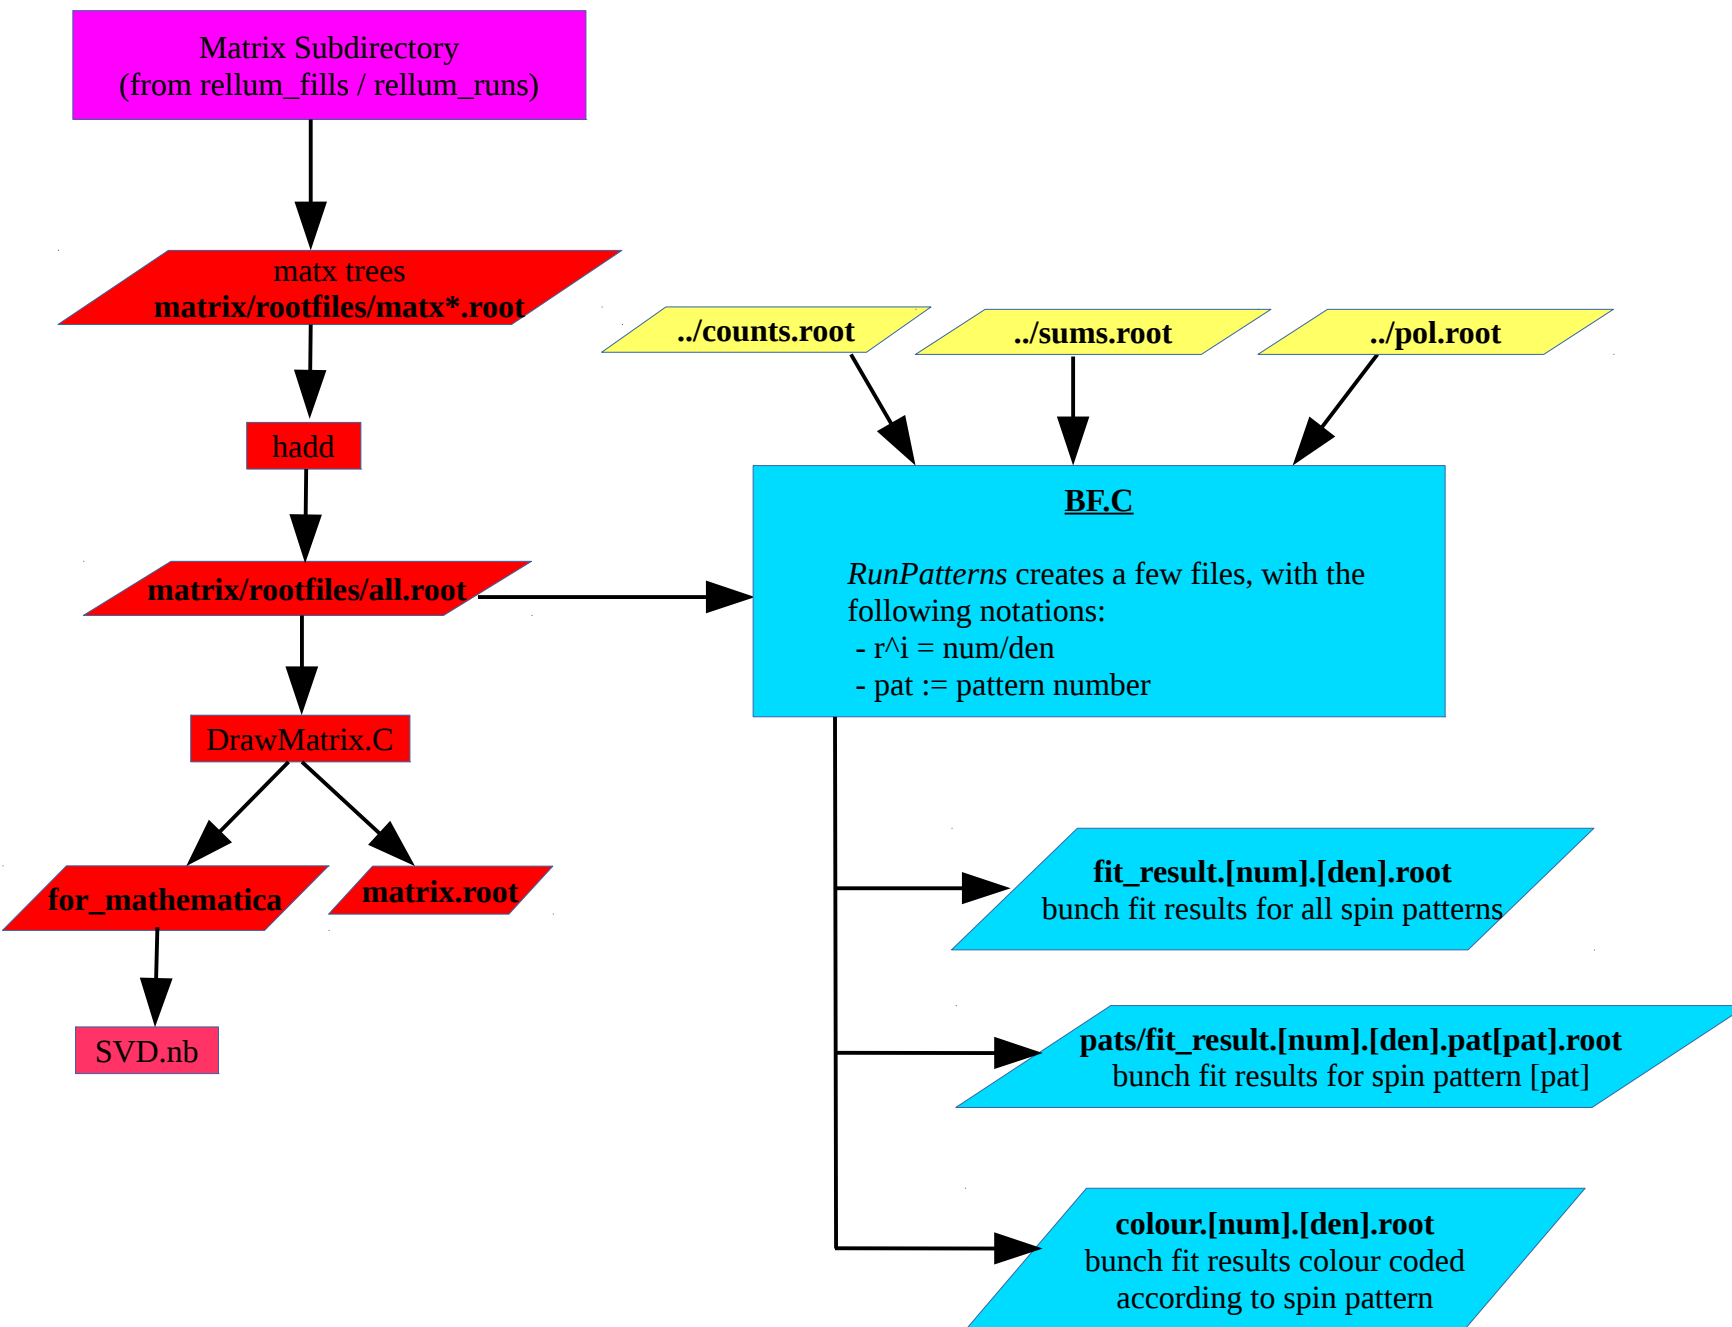 Matrix Subdirectory
(from rellum_fills / rellum_runs)
matx trees
matrix/rootfiles/matx*.root
../counts.root
../sums.root
../pol.root
hadd
matrix/rootfiles/all.root
BF.C
RunPatterns creates a few files, with the
following notations:
- r^i = num/den
- pat := pattern number
DrawMatrix.C
for_mathematica
matrix.root
SVD.nb
fit_result.[num].[den].root
bunch fit results for all spin patterns
pats/fit_result.[num].[den].pat[pat].root
bunch fit results for spin pattern [pat]
colour.[num].[den].root
bunch fit results colour coded
according to spin pattern